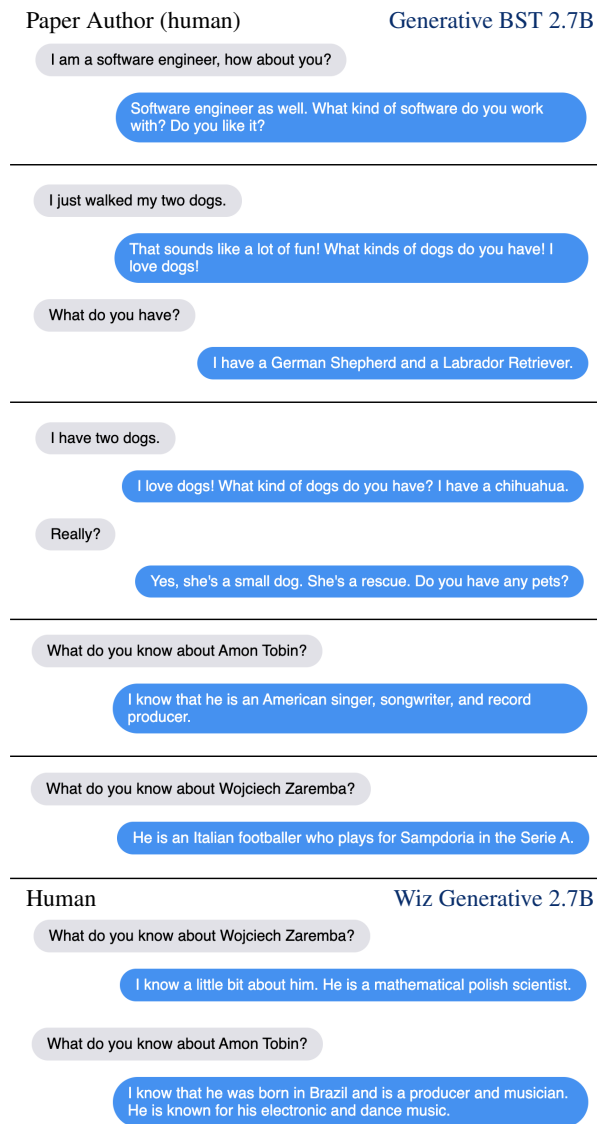 Paper Author (human) Generative BST 2.7B
I am a software engineer, how about you?
Software engineer as well. What kind of software do you work
with? Do you like it?
I just walked my two dogs.
That sounds like a lot of fun! What kinds of dogs do you have! I
love dogs!
What do you have?
I have a German Shepherd and a Labrador Retriever.
I have two dogs.
I love dogs! What kind of dogs do you have? I have a chihuahua.
Really?
Yes, she's a small dog. She's a rescue. Do you have any pets?
What do you know about Amon Tobin?
I know that he is an American singer, songwriter, and record
producer.
What do you know about Wojciech Zaremba?
He is an Italian footballer who plays for Sampdoria in the Serie A.
Human Wiz Generative 2.7B
What do you know about Wojciech Zaremba?
I know a little bit about him. He is a mathematical polish scientist.
What do you know about Amon Tobin?
I know that he was born in Brazil and is a producer and musician.
He is known for his electronic and dance music.